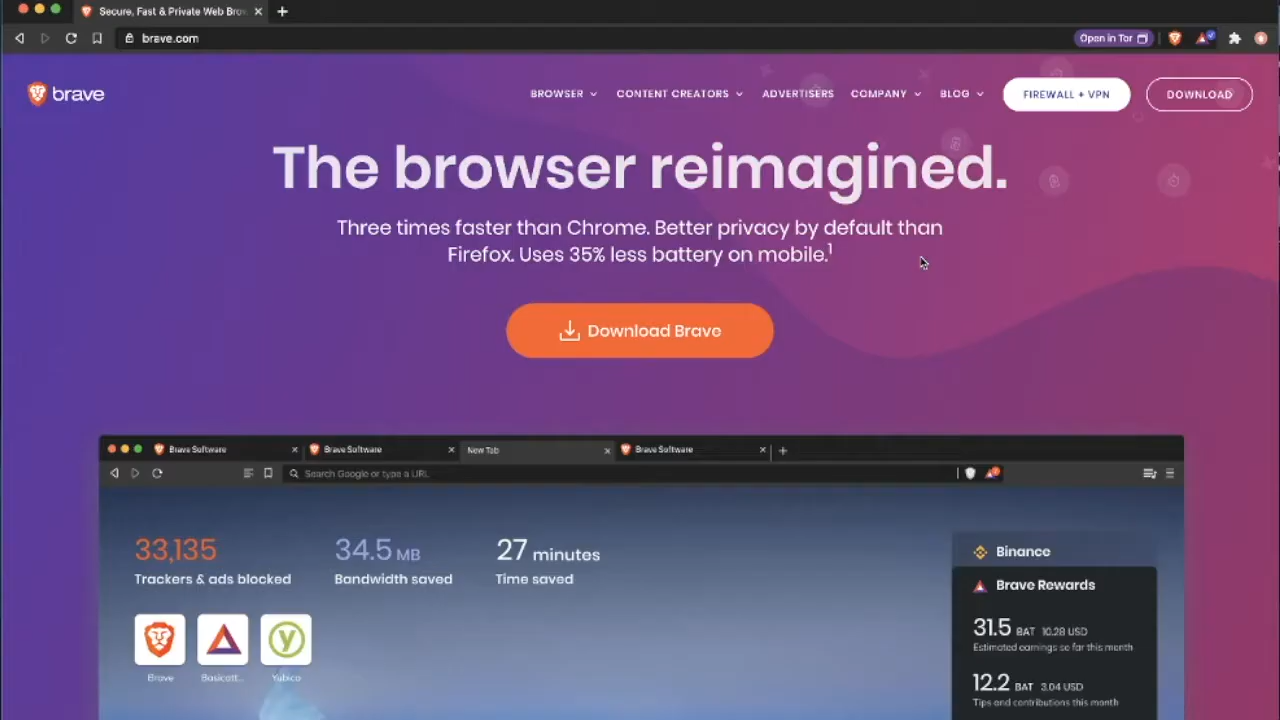 Secure, Fast & Private Web Brow
brave.com
Open in Tor
brave
BROWSER
CONTENT CREATORS
ADVERTISERS
COMPANY
BLOG
FIREWALL + VPN
DOWNLOAD
The browser reimagined.
Three times faster than Chrome. Better privacy by default than
Firefox. Uses 35% less battery on mobile.1
Download Brave
Brave Software
Brave Software
New Tab
Brave Software
Search Google or type a URL
33,135
Trackers & ads blocked
34.5 MB
Bandwidth saved
27 minutes
Time saved
Brave
Basicatt...
Yubico
Binance
Brave Rewards
31.5 BAT 10.28 USD
Estimated earnings so far this month
12.2 BAT 3.04 USD
Tips and contributions this month